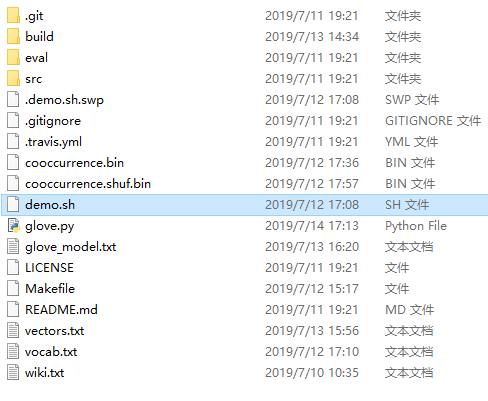 .git 2019/7/11 19:21 文件夹
build 2019/7/13 14:34 文件夹
eval 2019/7/11 19:21 文件夹
src 2019/7/11 19:21 文件夹
.demo.sh.swp 2019/7/12 17:08 SWP 文件
.gitignore 2019/7/11 19:21 GITIGNORE 文件
.travis.yml 2019/7/11 19:21 YML 文件
cooccurrence.bin 2019/7/12 17:36 BIN 文件
cooccurrence.shuf.bin 2019/7/12 17:57 BIN 文件
demo.sh 2019/7/12 17:08 SH 文件
glove.py 2019/7/14 17:13 Python File
glove_model.txt 2019/7/13 16:20 文本文档
LICENSE 2019/7/11 19:21 文件
Makefile 2019/7/12 15:17 文件
README.md 2019/7/11 19:21 MD 文件
vectors.txt 2019/7/13 15:56 文本文档
vocab.txt 2019/7/12 17:10 文本文档
wiki.txt 2019/7/10 10:35 文本文档